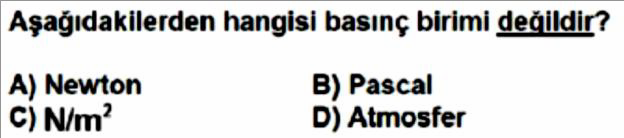 Aşağıdakilerden hangisi basınç birimi değildir?
A) Newton B) Pascal
C) N/m² D) Atmosfer